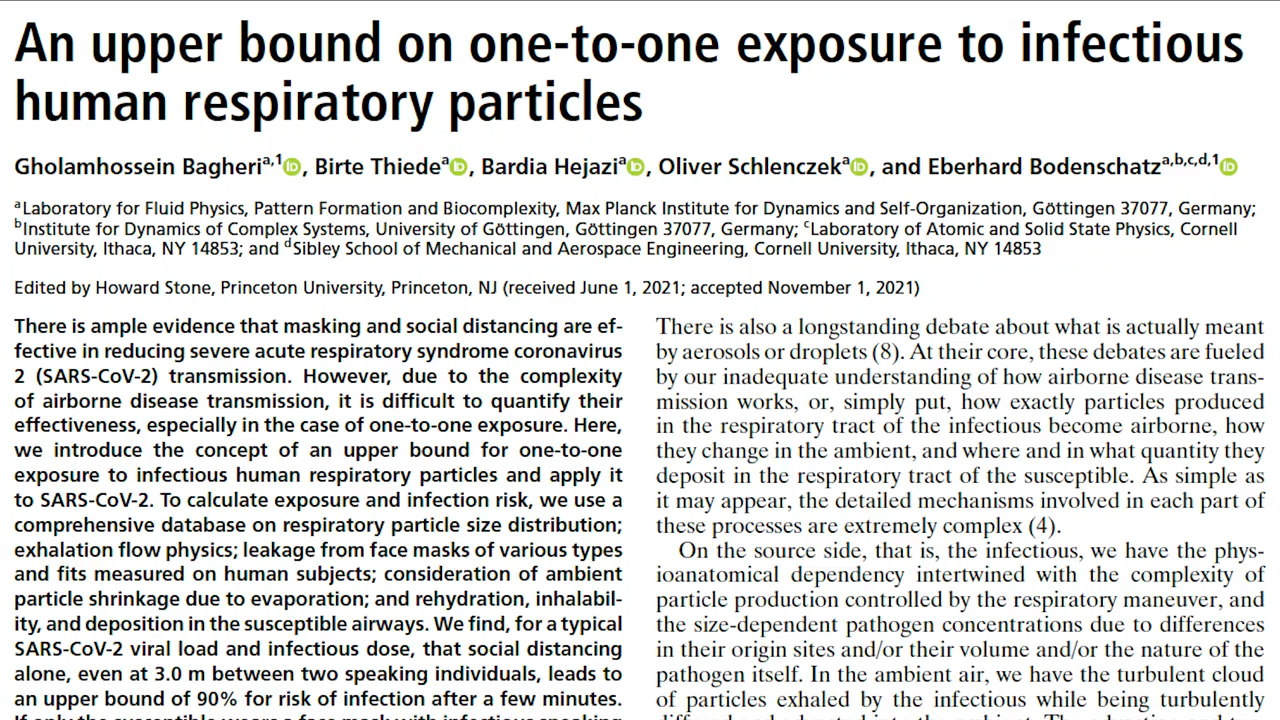 An upper bound on one-to-one exposure to infectious
human respiratory particles
Gholamhossein Bagheria,1iD, Birte ThiedeaiD, Bardia HejaziaiD, Oliver SchlenczekaiD, and Eberhard Bodenschatza,b,c,d,1iD
aLaboratory for Fluid Physics, Pattern Formation and Biocomplexity, Max Planck Institute for Dynamics and Self-Organization, Göttingen 37077, Germany;
bInstitute for Dynamics of Complex Systems, University of Göttingen, Göttingen 37077, Germany; cLaboratory of Atomic and Solid State Physics, Cornell
University, Ithaca, NY 14853; and dSibley School of Mechanical and Aerospace Engineering, Cornell University, Ithaca, NY 14853
Edited by Howard Stone, Princeton University, Princeton, NJ (received June 1, 2021; accepted November 1, 2021)
There is ample evidence that masking and social distancing are ef-
fective in reducing severe acute respiratory syndrome coronavirus
2 (SARS-CoV-2) transmission. However, due to the complexity
of airborne disease transmission, it is difficult to quantify their
effectiveness, especially in the case of one-to-one exposure. Here,
we introduce the concept of an upper bound for one-to-one
exposure to infectious human respiratory particles and apply it
to SARS-CoV-2. To calculate exposure and infection risk, we use a
comprehensive database on respiratory particle size distribution;
exhalation flow physics; leakage from face masks of various types
and fits measured on human subjects; consideration of ambient
particle shrinkage due to evaporation; and rehydration, inhalabil-
ity, and deposition in the susceptible airways. We find, for a typical
SARS-CoV-2 viral load and infectious dose, that social distancing
alone, even at 3.0 m between two speaking individuals, leads to
an upper bound of 90% for risk of infection after a few minutes.
If only the susceptible wears a face mask with infectious speaking
There is also a longstanding debate about what is actually meant
by aerosols or droplets (8). At their core, these debates are fueled
by our inadequate understanding of how airborne disease trans-
mission works, or, simply put, how exactly particles produced
in the respiratory tract of the infectious become airborne, how
they change in the ambient, and where and in what quantity they
deposit in the respiratory tract of the susceptible. As simple as
it may appear, the detailed mechanisms involved in each part of
these processes are extremely complex (4).
On the source side, that is, the infectious, we have the phys-
ioanatomical dependency intertwined with the complexity of
particle production controlled by the respiratory maneuver, and
the size-dependent pathogen concentrations due to differences
in their origin sites and/or their volume and/or the nature of the
pathogen itself. In the ambient air, we have the turbulent cloud
of particles exhaled by the infectious while being turbulently